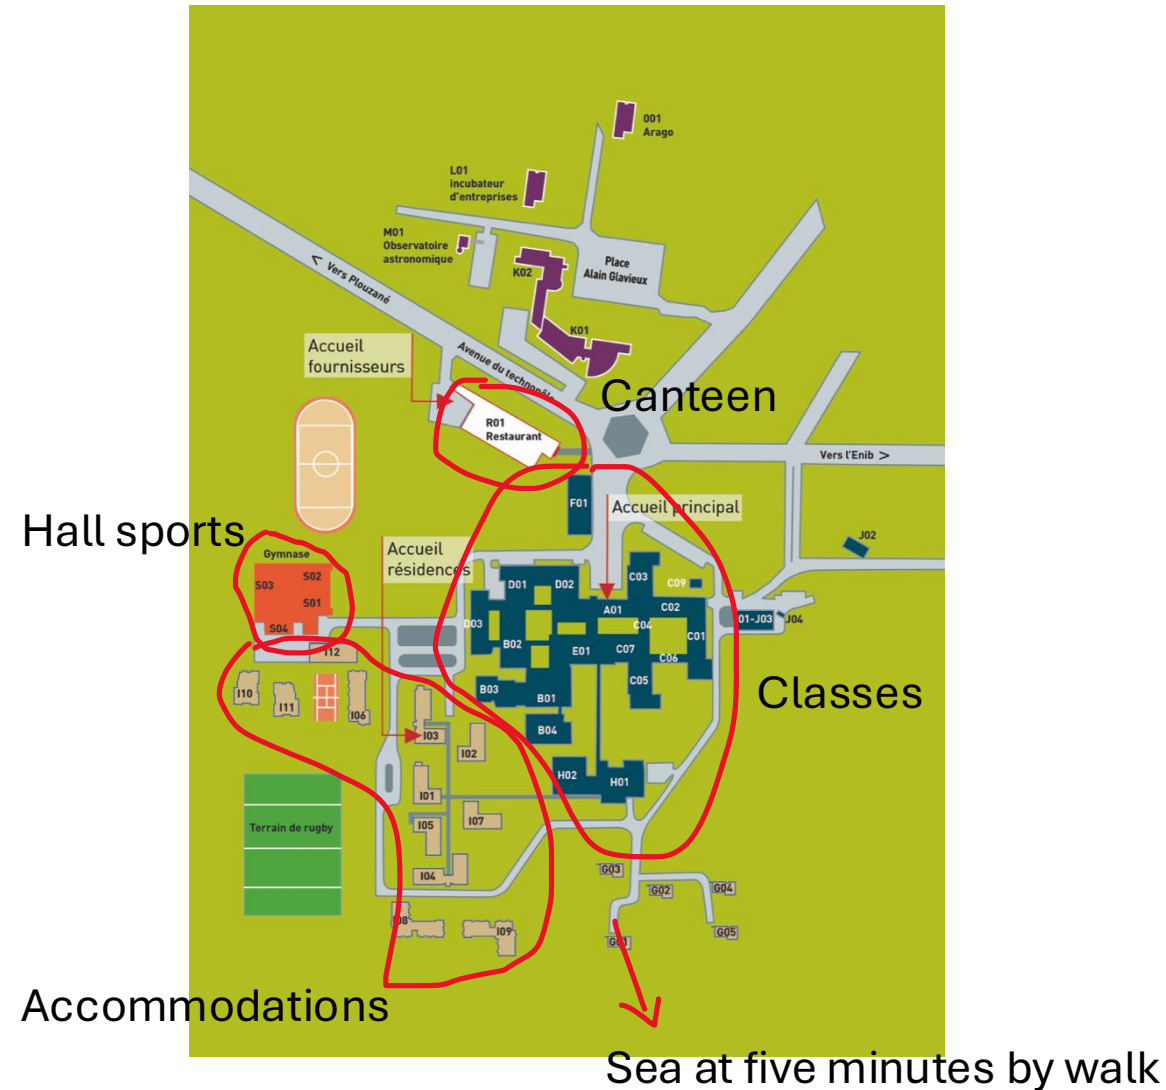 001
Arago
L01
incubateur
d'entreprises
M01
Observatoire
astronomique
K02
Place
Alain Glavieux
< Vers Plouzané
K01
Accueil
fournisseurs
Avenue du technopôle
Canteen
R01
Restaurant
Vers l'Enib >
F01
Accueil principal
Hall sports
J02
Gymnase
Accueil
résidences
S03
S02
S01
S04
D01
D02
C03
C09
A01
C02
D03
C04
01-J03
J04
B02
E01
C07
C01
C06
I12
C05
B03
B01
Classes
I10
I11
I06
I03
B04
I02
H02
H01
I01
I07
I05
Terrain de rugby
I04
G03
G02
G04
I08
I09
G01
G05
Accommodations
Sea at five minutes by walk